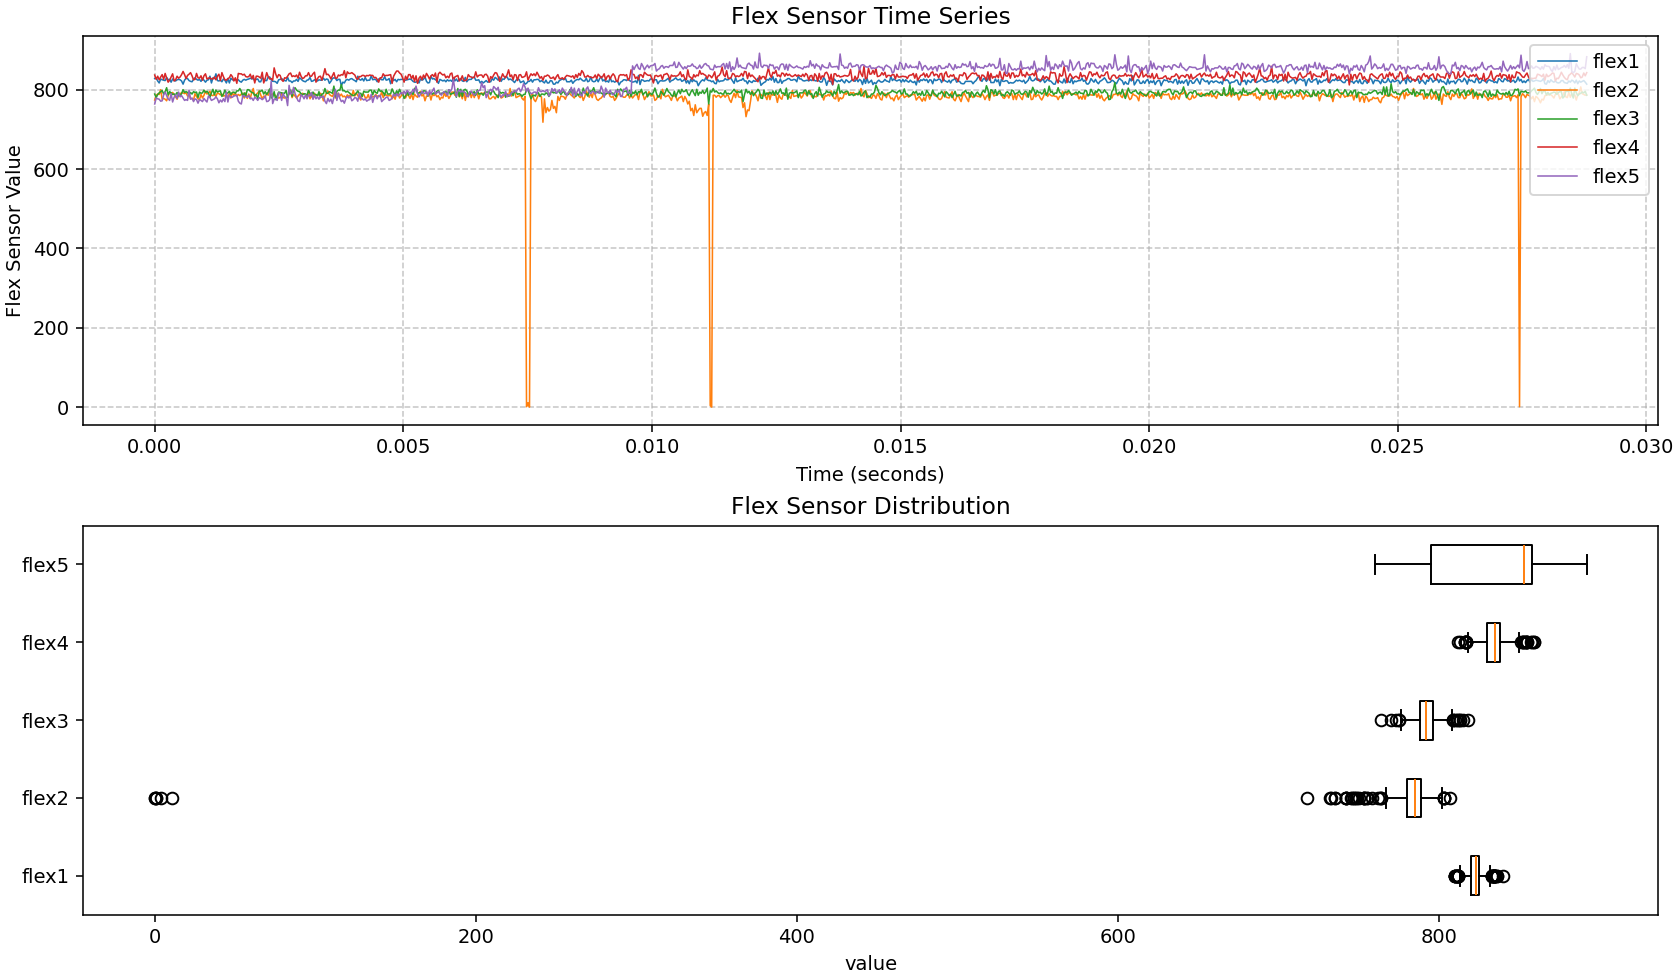 Flex Sensor Time Series
Flex Sensor Value
800
600
400
200
0
flex1
flex2
flex3
flex4
flex5
0.000 0.005 0.010 0.015 0.020 0.025 0.030
Time (seconds)
Flex Sensor Distribution
flex5
flex4
flex3
flex2
flex1
0 200 400 600 800
value